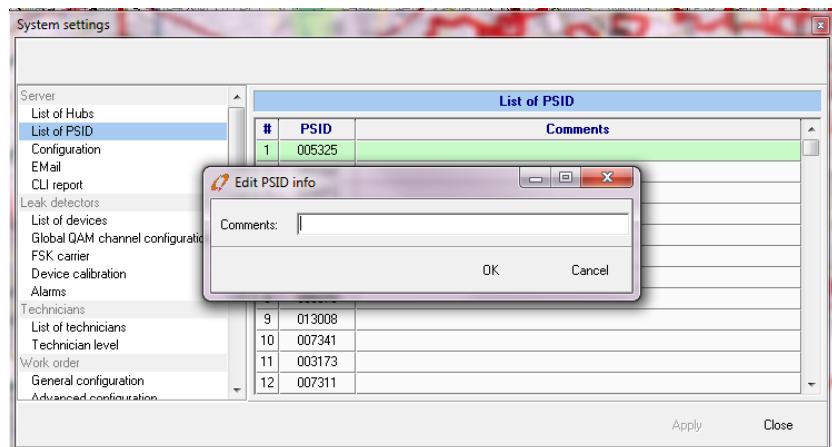 System settings
Server
List of Hubs
List of PSID
Configuration
EMail
CLI report
Leak detectors
List of devices
Global QAM channel configuratio
FSK carrier
Device calibration
Alarms
Technicians
List of technicians
Technician level
Work order
General configuration
Advanced configuration
List of PSID
# PSID Comments
1 005325
Edit PSID info
Comments:
OK Cancel
9 013008
10 007341
11 003173
12 007311
Apply Close